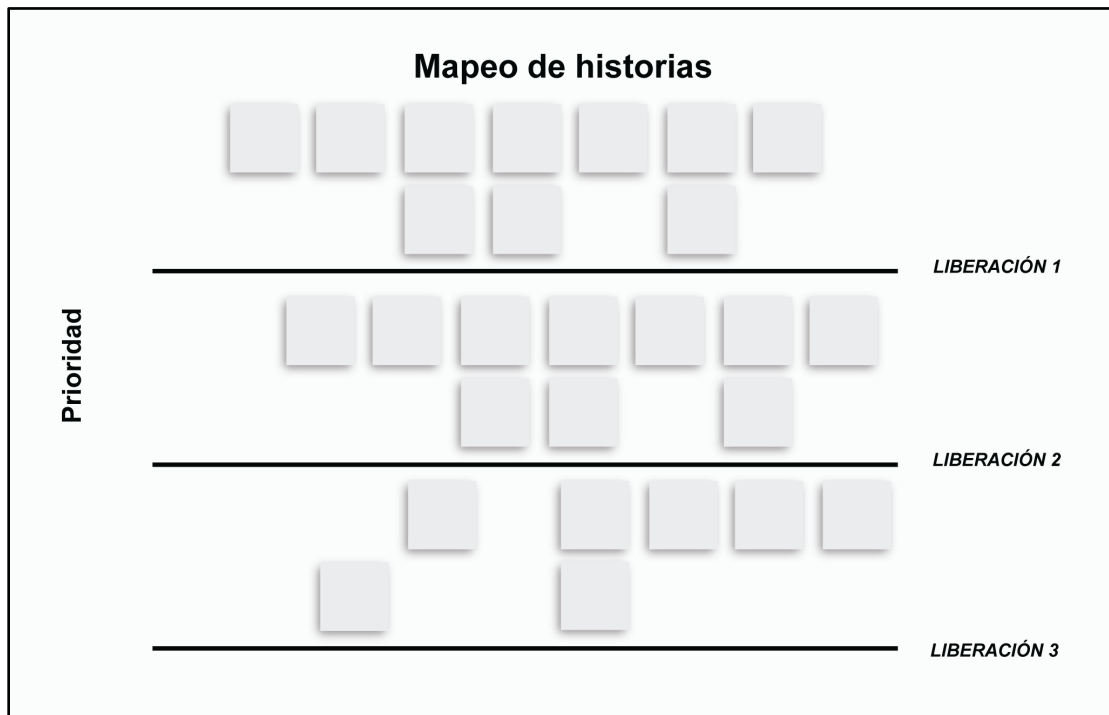 Mapeo de historias
LIBERACIÓN 1
Prioridad
LIBERACIÓN 2
LIBERACIÓN 3